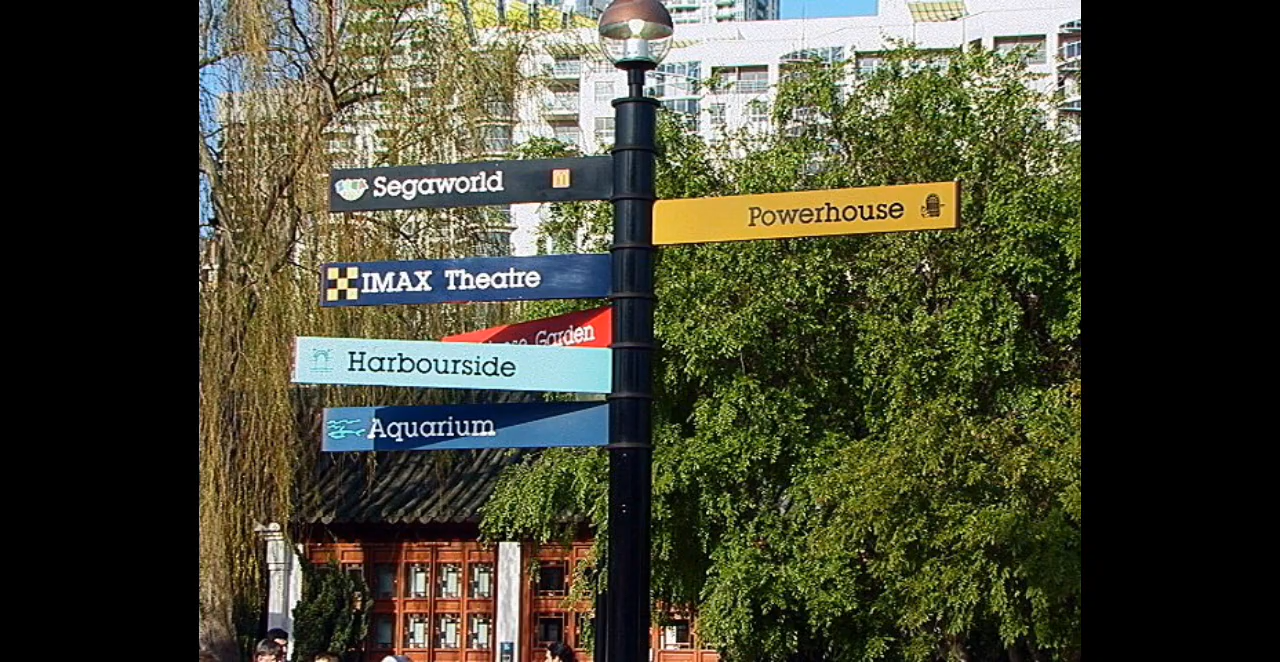 Segaworld
Powerhouse
IMAX Theatre
Garden
Harbourside
Aquarium